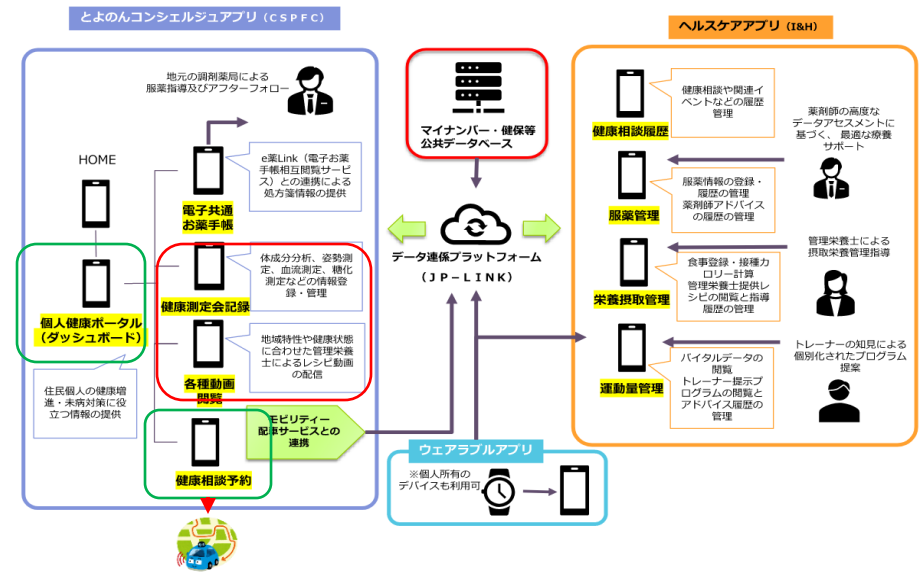 とよのんコンシェルジュアプリ（ＣＳＰＦＣ）
地元の調剤薬局による
服薬指導及びアフターフォロー
HOME
e薬Link（電子お薬
手帳相互閲覧サービ
ス）との連携による
処方箋情報の提供
電子共通
お薬手帳
体成分分析、姿勢測
定、血流測定、糖化
測定などの情報登
録・管理
健康測定会記録
個人健康ポータル
（ダッシュボード）
地域特性や健康状態
に合わせた管理栄養
士によるレシピ動画
の配信
各種動画
閲覧
住民個人の健康増
進・未病対策に役
立つ情報の提供
モビリティー
配車サービスとの
連携
健康相談予約
マイナンバー・健保等
公共データベース
データ連係プラットフォーム
（ＪＰ－ＬＩＮＫ）
ウェアラブルアプリ
※個人所有の
デバイスも利用可
ヘルスケアアプリ（I&H）
健康相談や関連イ
ベントなどの履歴
管理
健康相談履歴
薬剤師の高度な
データアセスメントに
基づく、最適な療養
サポート
服薬情報の登録・
履歴の管理
薬剤師アドバイス
の履歴の管理
服薬管理
管理栄養士による
摂取栄養管理指導
食事登録・接種カ
ロリー計算
管理栄養士提供レ
シピの閲覧と指導
履歴の管理
栄養摂取管理
トレーナーの知見による
個別化されたプログラム
提案
バイタルデータの
閲覧
トレーナー提示プ
ログラムの閲覧と
アドバイス履歴の
管理
運動量管理